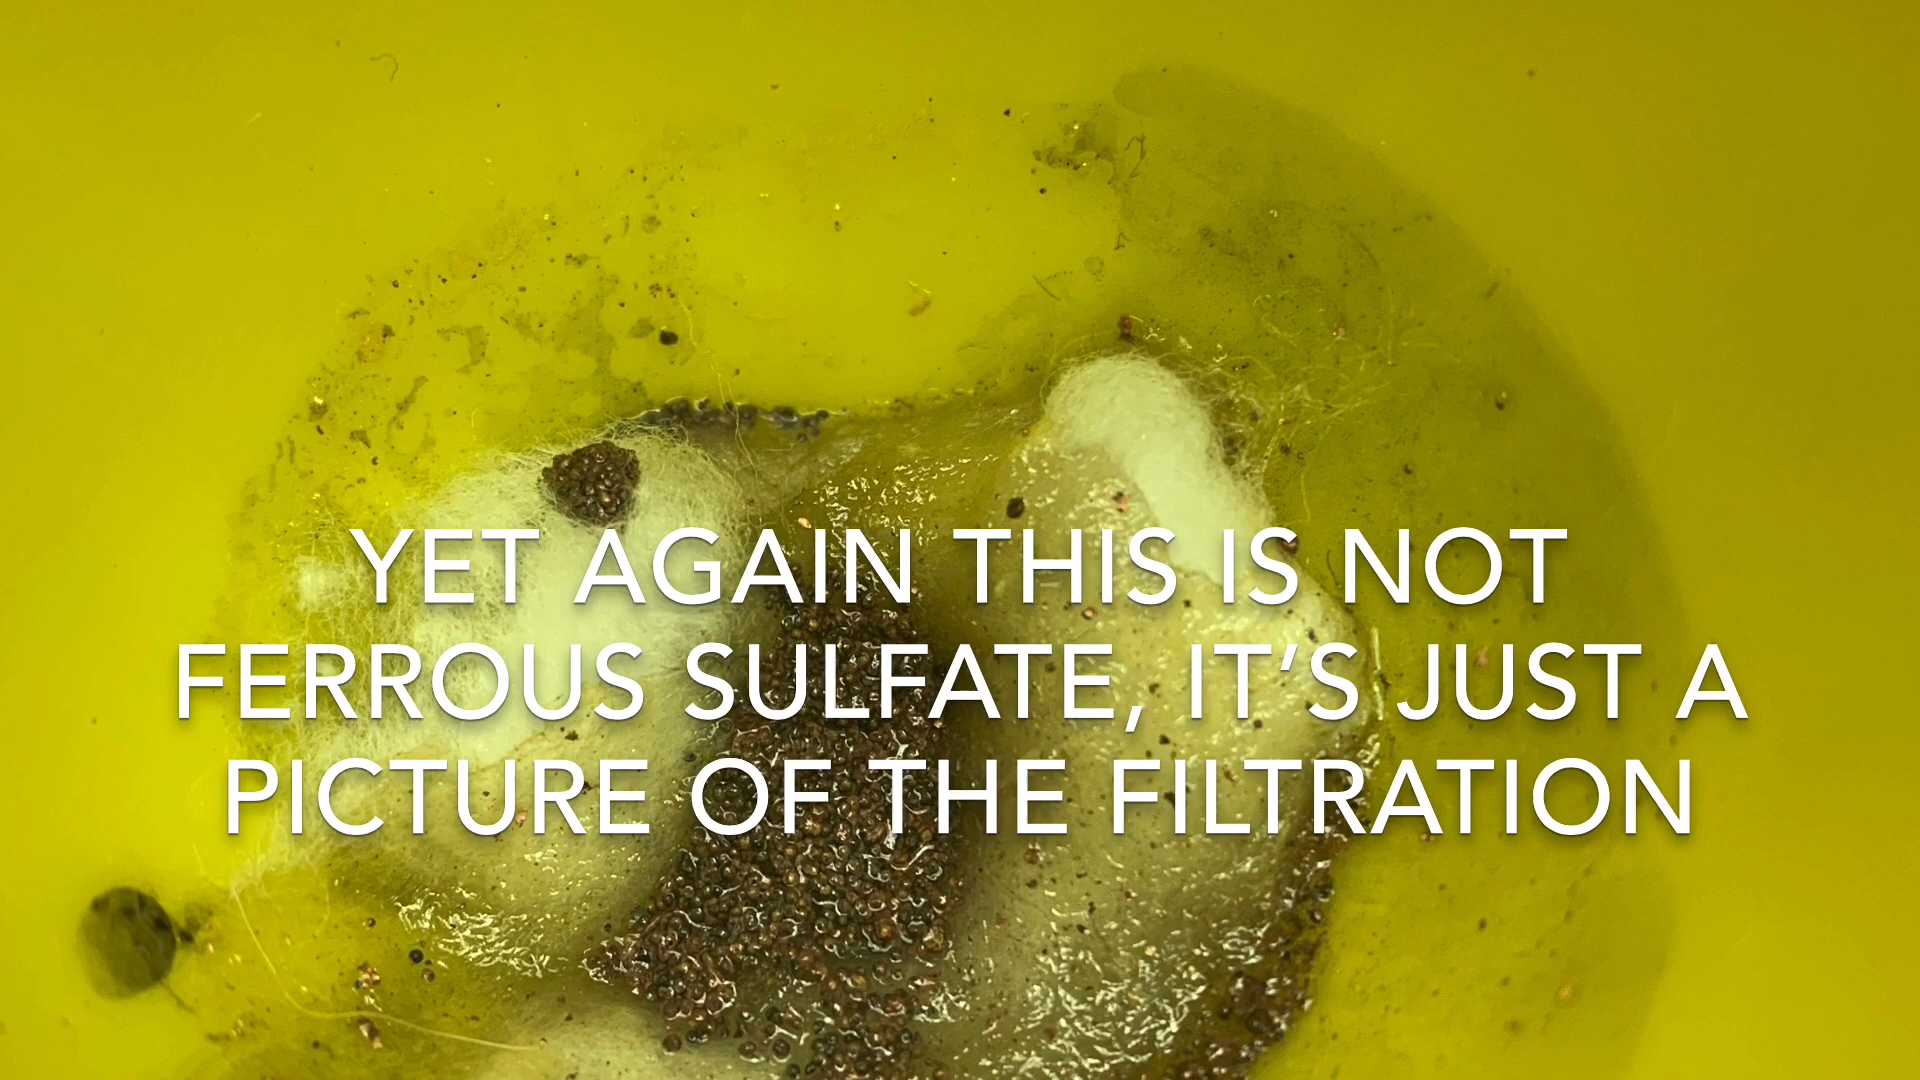 YET AGAIN THIS IS NOT
FERROUS SULFATE, IT’S JUST A
PICTURE OF THE FILTRATION